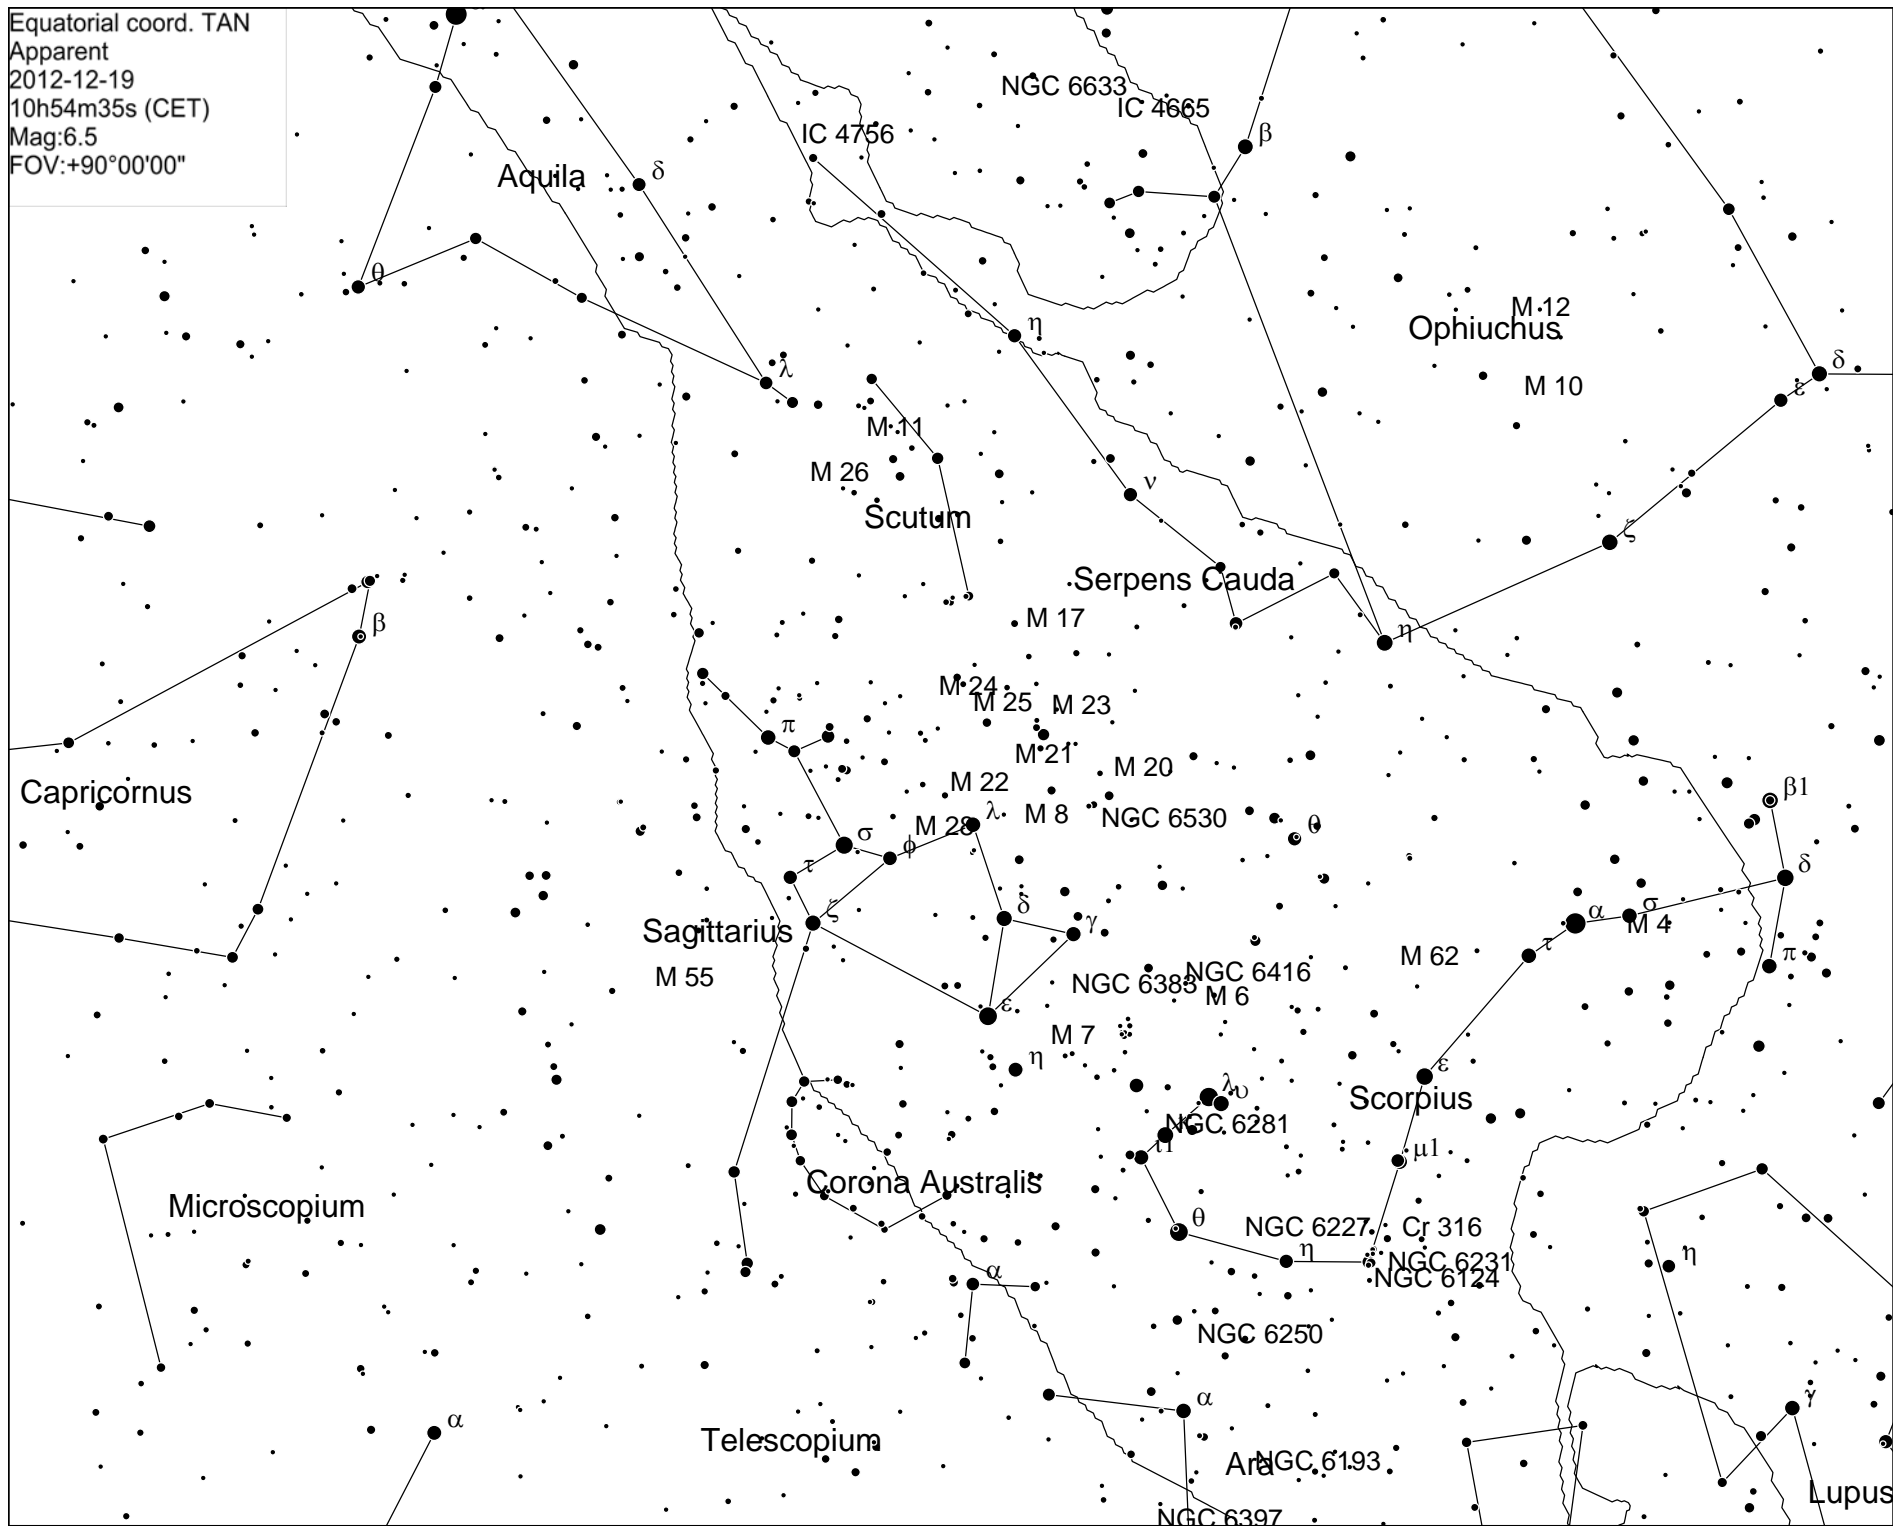 Equatorial coord. TAN
Apparent
2012-12-19
10h54m35s (CET)
Mag:6.5
FOV:+90°00'00"
NGC 6633
IC 4665
IC 4756
β
Aquila
δ
θ
η
M 12
Ophiuchus
λ
δ
ε
M 10
M 11
M 26
ν
Scutum
ζ
Serpens Cauda
M 17
β
η
M 24
M 25
M 23
π
M 21
M 20
M 22
Capricornus
β1
M 8
NGC 6530
λ
M 28
θ
σ
φ
τ
δ
ζ
δ
γ
α
σ
M 4
Sagittarius
τ
π
M 62
M 55
NGC 6383
NGC 6416
M 6
ε
M 7
η
ε
λ
υ
Scorpius
NGC 6281
ι1
μ1
Corona Australis
Microscopium
θ
NGC 6227
Cr 316
η
η
NGC 6231
NGC 6124
α
NGC 6250
α
γ
α
Telescopium
Ara
NGC 6193
Lupus
NGC 6397